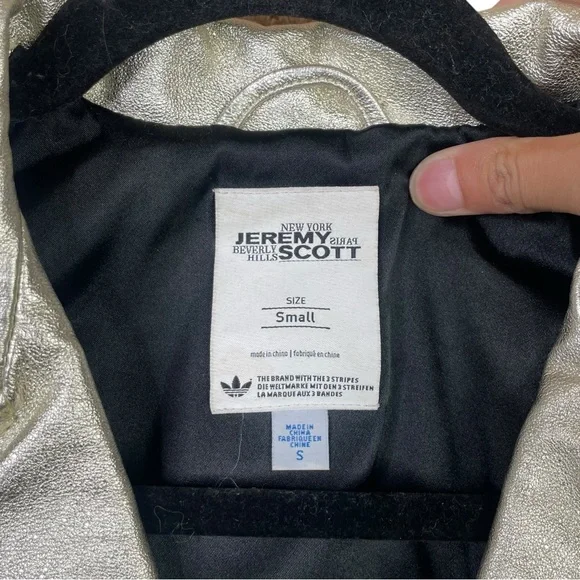 NEW YORK
JEREMY PARIS
BEVERLY
HILLS SCOTT
SIZE
Small
made in china | fabriqué en chine
THE BRAND WITH THE 3 STRIPES
DIE WELTMARKE MIT DEN 3 STREIFEN
LA MARQUE AUX 3 BANDES
MADE IN
CHINA
FABRIQUE EN
CHINE
S